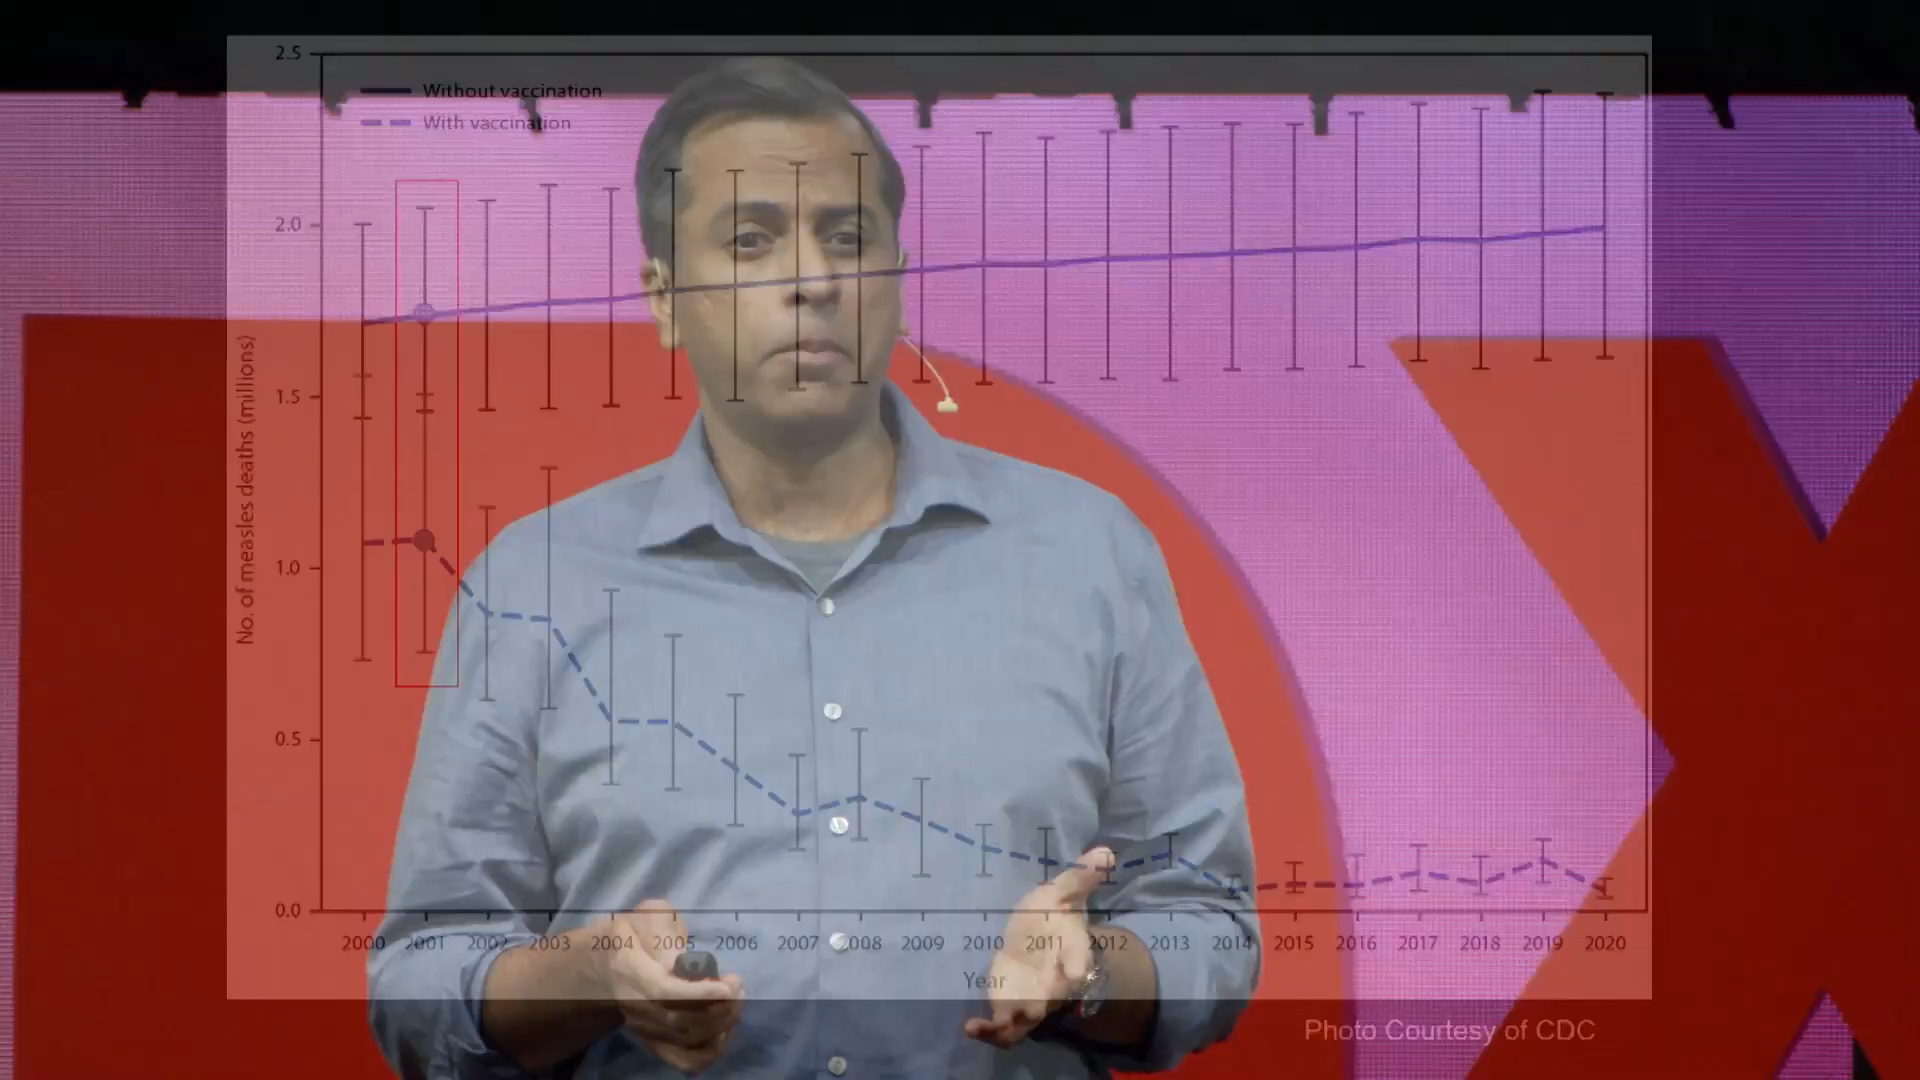 2.5
Without vaccination
With vaccination
2.0
1.5
1.0
0.5
0.0
No. of measles deaths (millions)
2000 2001 2002 2003 2004 2005 2006 2007 2008 2009 2010 2011 2012 2013 2014 2015 2016 2017 2018 2019 2020
Year
Photo Courtesy of CDC
X